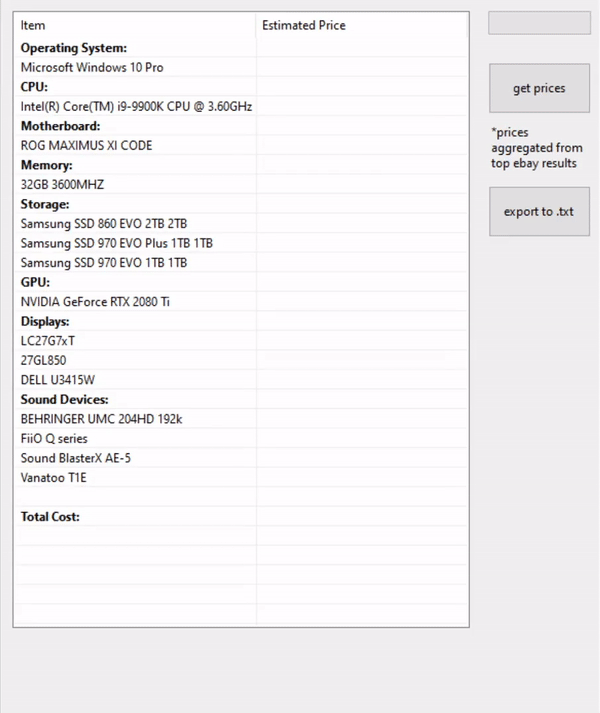 Item Estimated Price
Operating System:
Microsoft Windows 10 Pro
CPU:
Intel(R) Core(TM) i9-9900K CPU @ 3.60GHz
Motherboard:
ROG MAXIMUS XI CODE
Memory:
32GB 3600MHZ
Storage:
Samsung SSD 860 EVO 2TB 2TB
Samsung SSD 970 EVO Plus 1TB 1TB
Samsung SSD 970 EVO 1TB 1TB
GPU:
NVIDIA GeForce RTX 2080 Ti
Displays:
LC27G7xT
27GL850
DELL U3415W
Sound Devices:
BEHRINGER UMC 204HD 192k
FiiO Q series
Sound BlasterX AE-5
Vanatoo T1E
Total Cost:
get prices
*prices
aggregated from
top ebay results
export to .txt